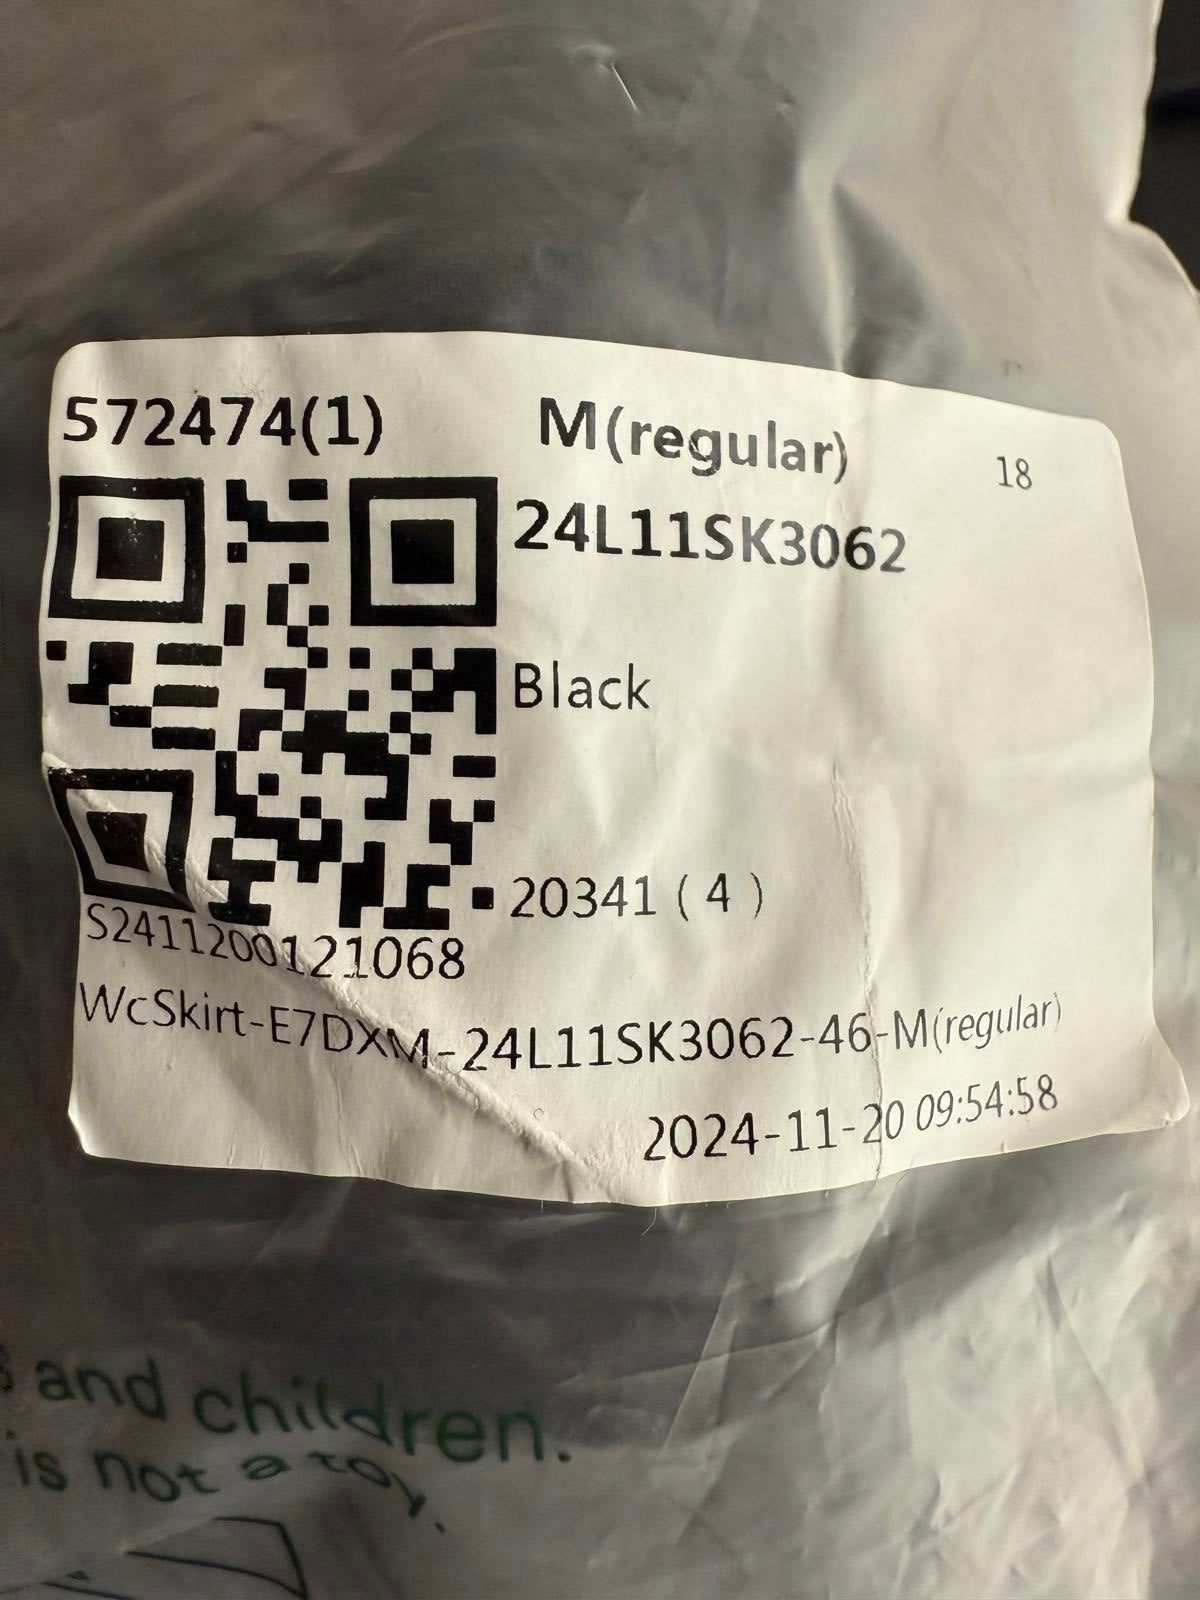 572474(1) M(regular) 18
24L11SK3062
Black
20341 ( 4 )
S2411200121068
WcSkirt-E7DXM-24L11SK3062-46-M(regular)
2024-11-20 09:54:58
and children.
is not a toy.